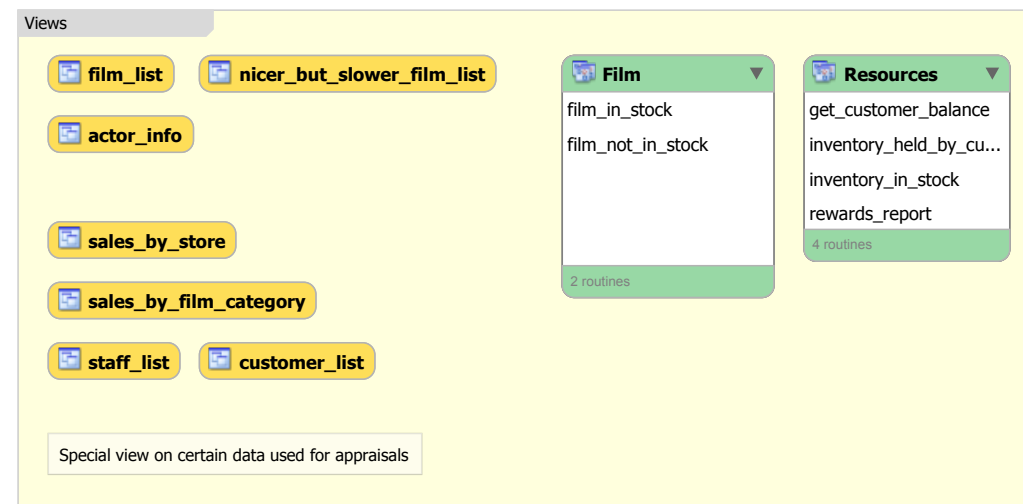 Views
film_list
nicer_but_slower_film_list
actor_info
sales_by_store
sales_by_film_category
staff_list
customer_list
Special view on certain data used for appraisals
Film
film_in_stock
film_not_in_stock
2 routines
Resources
get_customer_balance
inventory_held_by_cu...
inventory_in_stock
rewards_report
4 routines